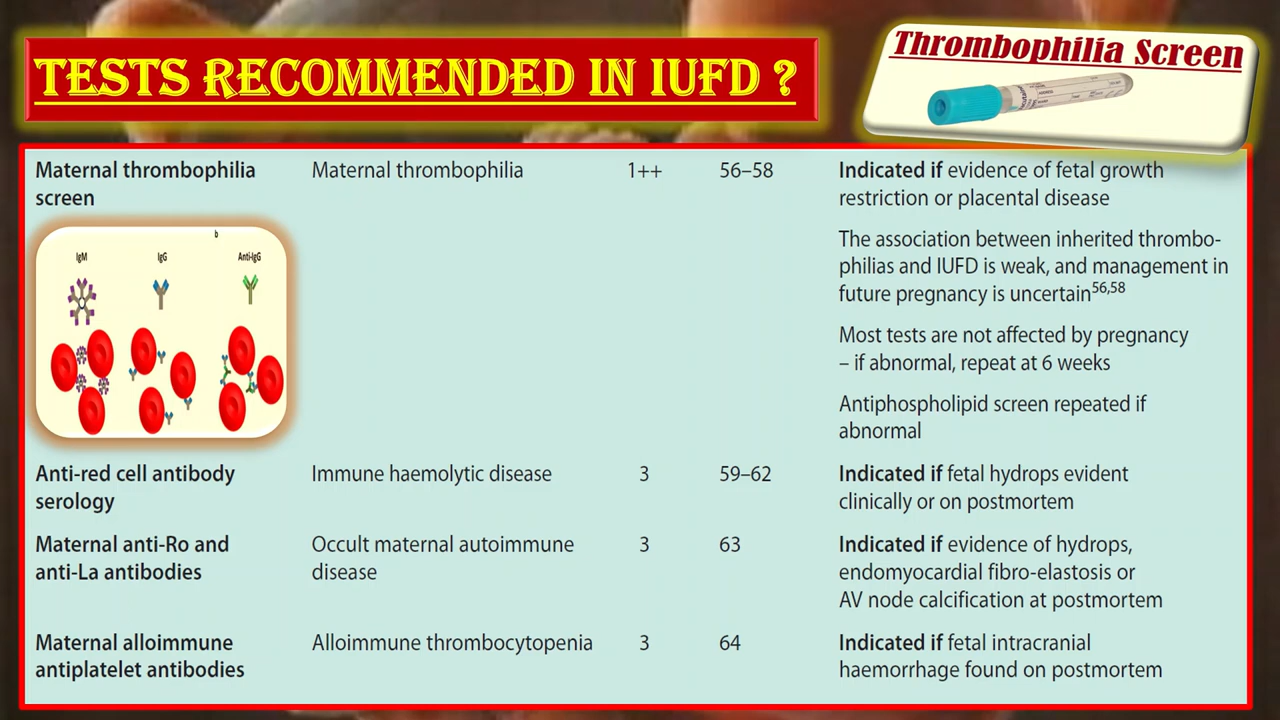 TESTS RECOMMENDED IN IUFD ?
Thrombophilia Screen
Maternal thrombophilia
screen
Maternal thrombophilia
1++
56–58
Indicated if evidence of fetal growth
restriction or placental disease
The association between inherited thrombo-
philias and IUFD is weak, and management in
future pregnancy is uncertain56,58
Most tests are not affected by pregnancy
– if abnormal, repeat at 6 weeks
Antiphospholipid screen repeated if
abnormal
b
IgM
IgG
Anti-IgG
Anti-red cell antibody
serology
Immune haemolytic disease
3
59–62
Indicated if fetal hydrops evident
clinically or on postmortem
Maternal anti-Ro and
anti-La antibodies
Occult maternal autoimmune
disease
3
63
Indicated if evidence of hydrops,
endomyocardial fibro-elastosis or
AV node calcification at postmortem
Maternal alloimmune
antiplatelet antibodies
Alloimmune thrombocytopenia
3
64
Indicated if fetal intracranial
haemorrhage found on postmortem